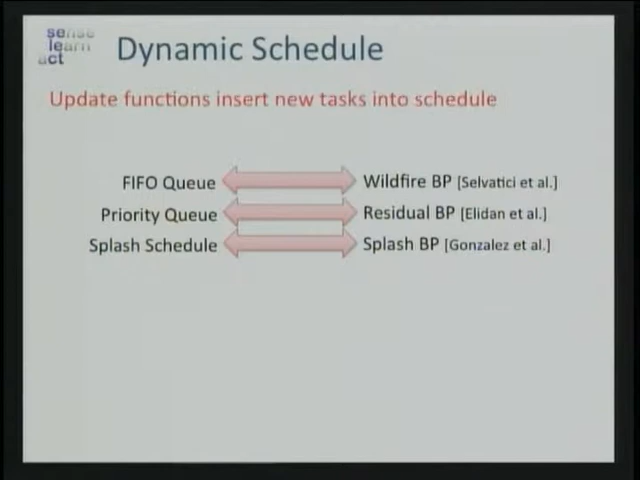 sense
learn
act
Dynamic Schedule
Update functions insert new tasks into schedule
FIFO Queue Wildfire BP [Selvatici et al.]
Priority Queue Residual BP [Elidan et al.]
Splash Schedule Splash BP [Gonzalez et al.]